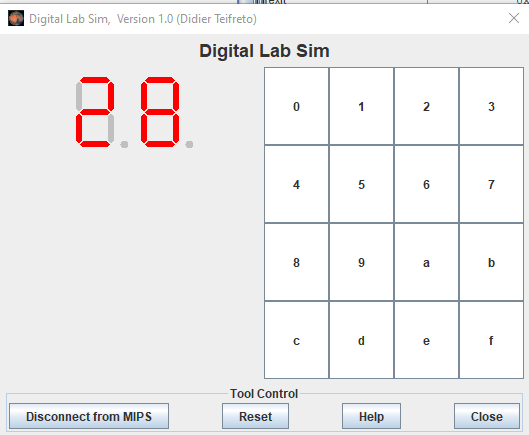 Digital Lab Sim, Version 1.0 (Didier Teifreto)
Digital Lab Sim
28
0 1 2 3
4 5 6 7
8 9 a b
c d e f
Tool Control
Disconnect from MIPS Reset Help Close